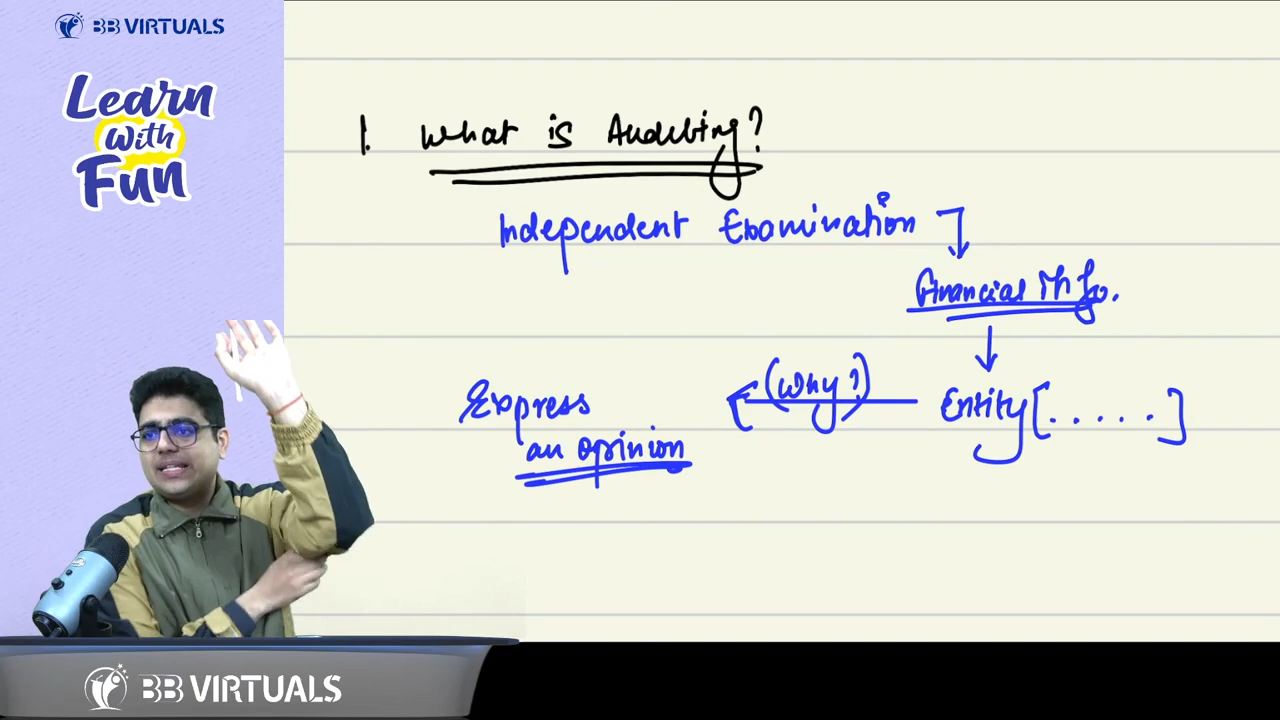 BB VIRTUALS
Learn
With
Fun
1. What is Auditing?
Independent Examination
Financial Info.
Entity [.....]
(Why?)
Express
an opinion
BB VIRTUALS